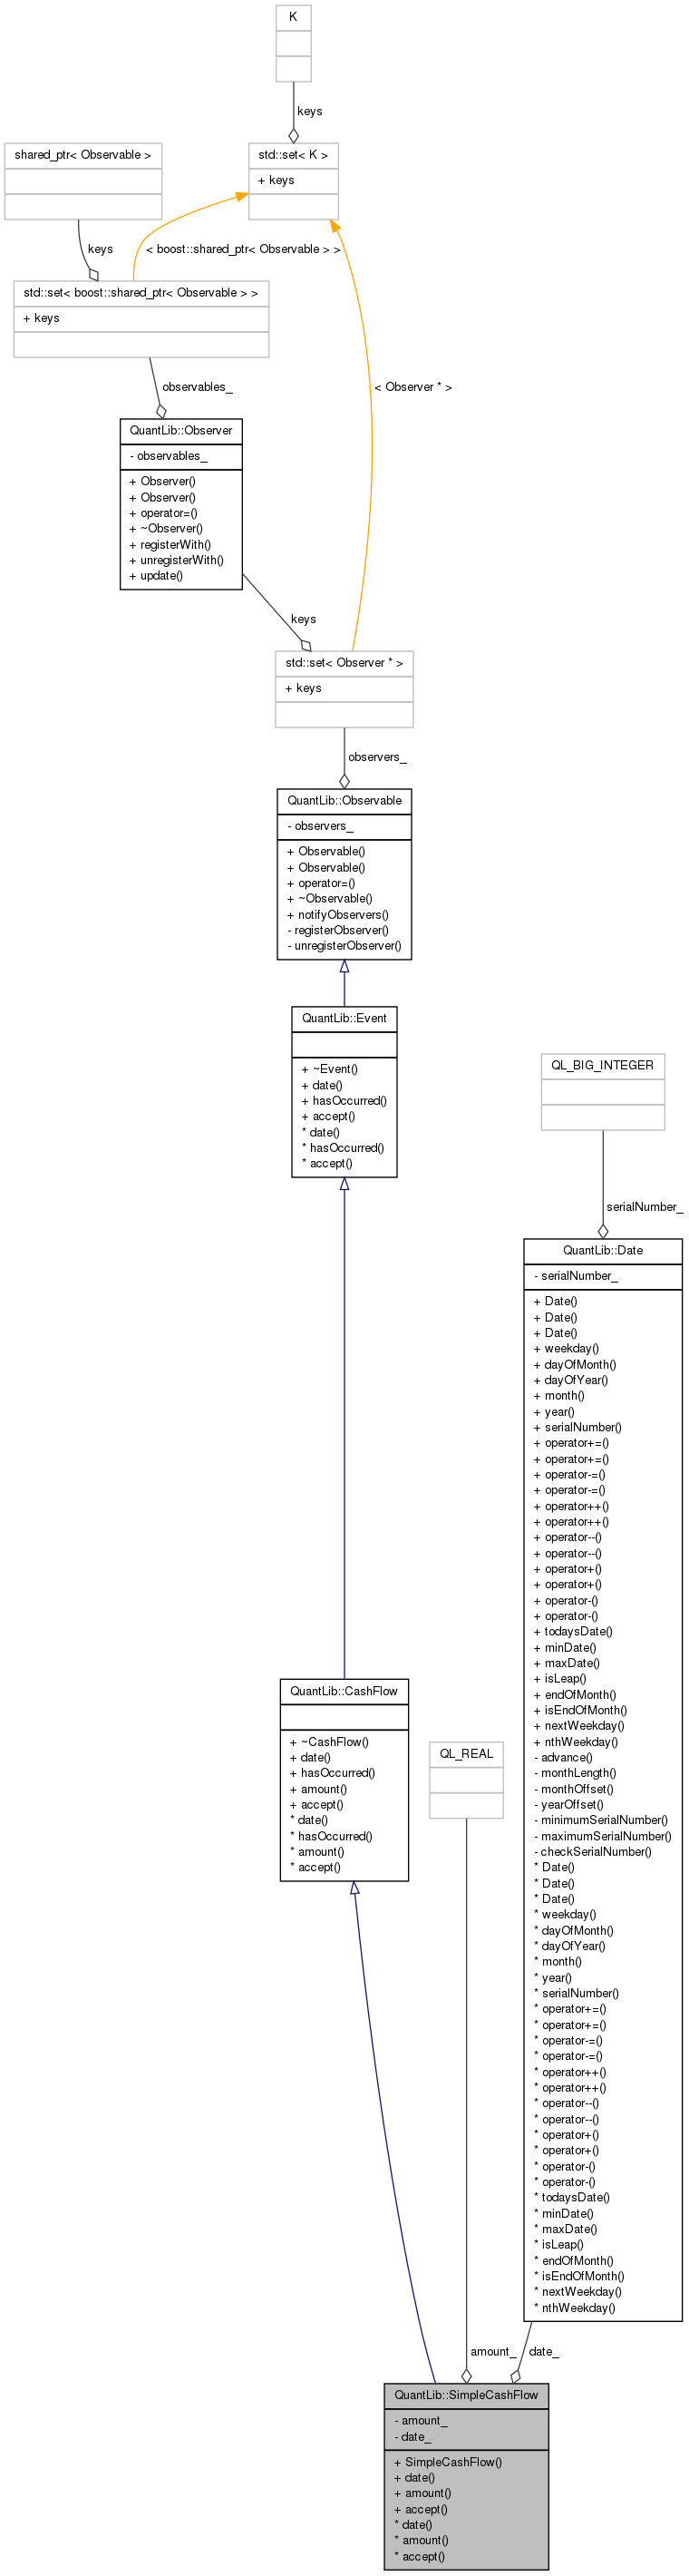 K
keys
shared_ptr< Observable >
std::set< K >
+ keys
keys
< boost::shared_ptr< Observable > >
std::set< boost::shared_ptr< Observable > >
+ keys
observables_
< Observer * >
QuantLib::Observer
- observables_
+ Observer()
+ Observer()
+ operator=()
+ ~Observer()
+ registerWith()
+ unregisterWith()
+ update()
keys
std::set< Observer * >
+ keys
observers_
QuantLib::Observable
- observers_
+ Observable()
+ Observable()
+ operator=()
+ ~Observable()
+ notifyObservers()
- registerObserver()
- unregisterObserver()
QuantLib::Event
+ ~Event()
+ date()
+ hasOccurred()
+ accept()
* date()
* hasOccurred()
* accept()
QL_BIG_INTEGER
serialNumber_
QuantLib::Date
- serialNumber_
+ Date()
+ Date()
+ Date()
+ weekday()
+ dayOfMonth()
+ dayOfYear()
+ month()
+ year()
+ serialNumber()
+ operator+=()
+ operator+=()
+ operator-=()
+ operator-=()
+ operator++()
+ operator++()
+ operator--()
+ operator--()
+ operator+()
+ operator+()
+ operator-()
+ operator-()
+ todaysDate()
+ minDate()
+ maxDate()
+ isLeap()
+ endOfMonth()
+ isEndOfMonth()
+ nextWeekday()
+ nthWeekday()
- advance()
- monthLength()
- monthOffset()
- yearOffset()
- minimumSerialNumber()
- maximumSerialNumber()
- checkSerialNumber()
* Date()
* Date()
* Date()
* weekday()
* dayOfMonth()
* dayOfYear()
* month()
* year()
* serialNumber()
* operator+=()
* operator+=()
* operator-=()
* operator-=()
* operator++()
* operator++()
* operator--()
* operator--()
* operator+()
* operator+()
* operator-()
* operator-()
* todaysDate()
* minDate()
* maxDate()
* isLeap()
* endOfMonth()
* isEndOfMonth()
* nextWeekday()
* nthWeekday()
QuantLib::CashFlow
+ ~CashFlow()
+ date()
+ hasOccurred()
+ amount()
+ accept()
* date()
* hasOccurred()
* amount()
* accept()
QL_REAL
amount_
date_
QuantLib::SimpleCashFlow
- amount_
- date_
+ SimpleCashFlow()
+ date()
+ amount()
+ accept()
* date()
* amount()
* accept()